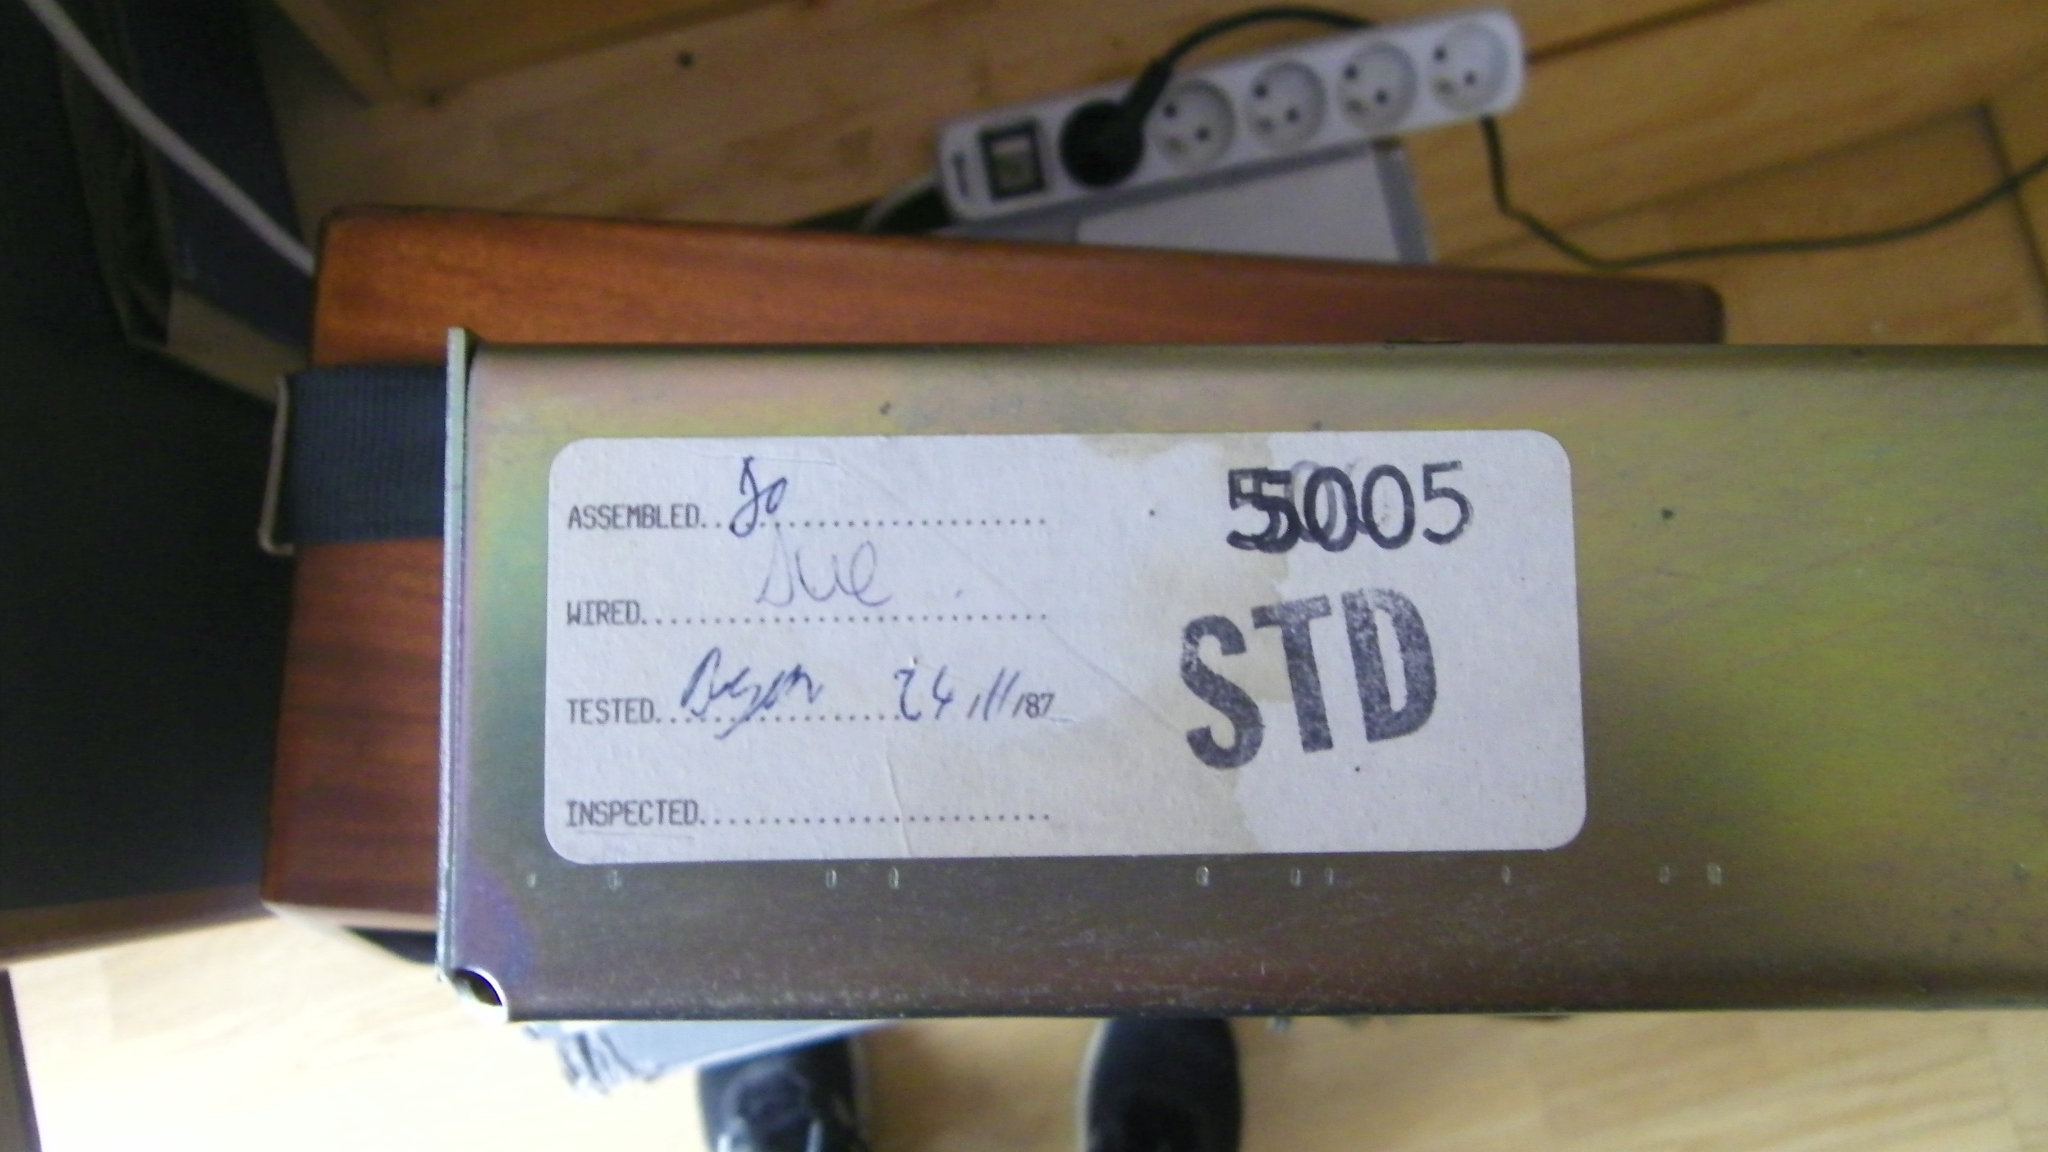 ASSEMBLED..Jo......................
5005
WIRED............Sue..................
STD
TESTED................24/11/87
INSPECTED........................